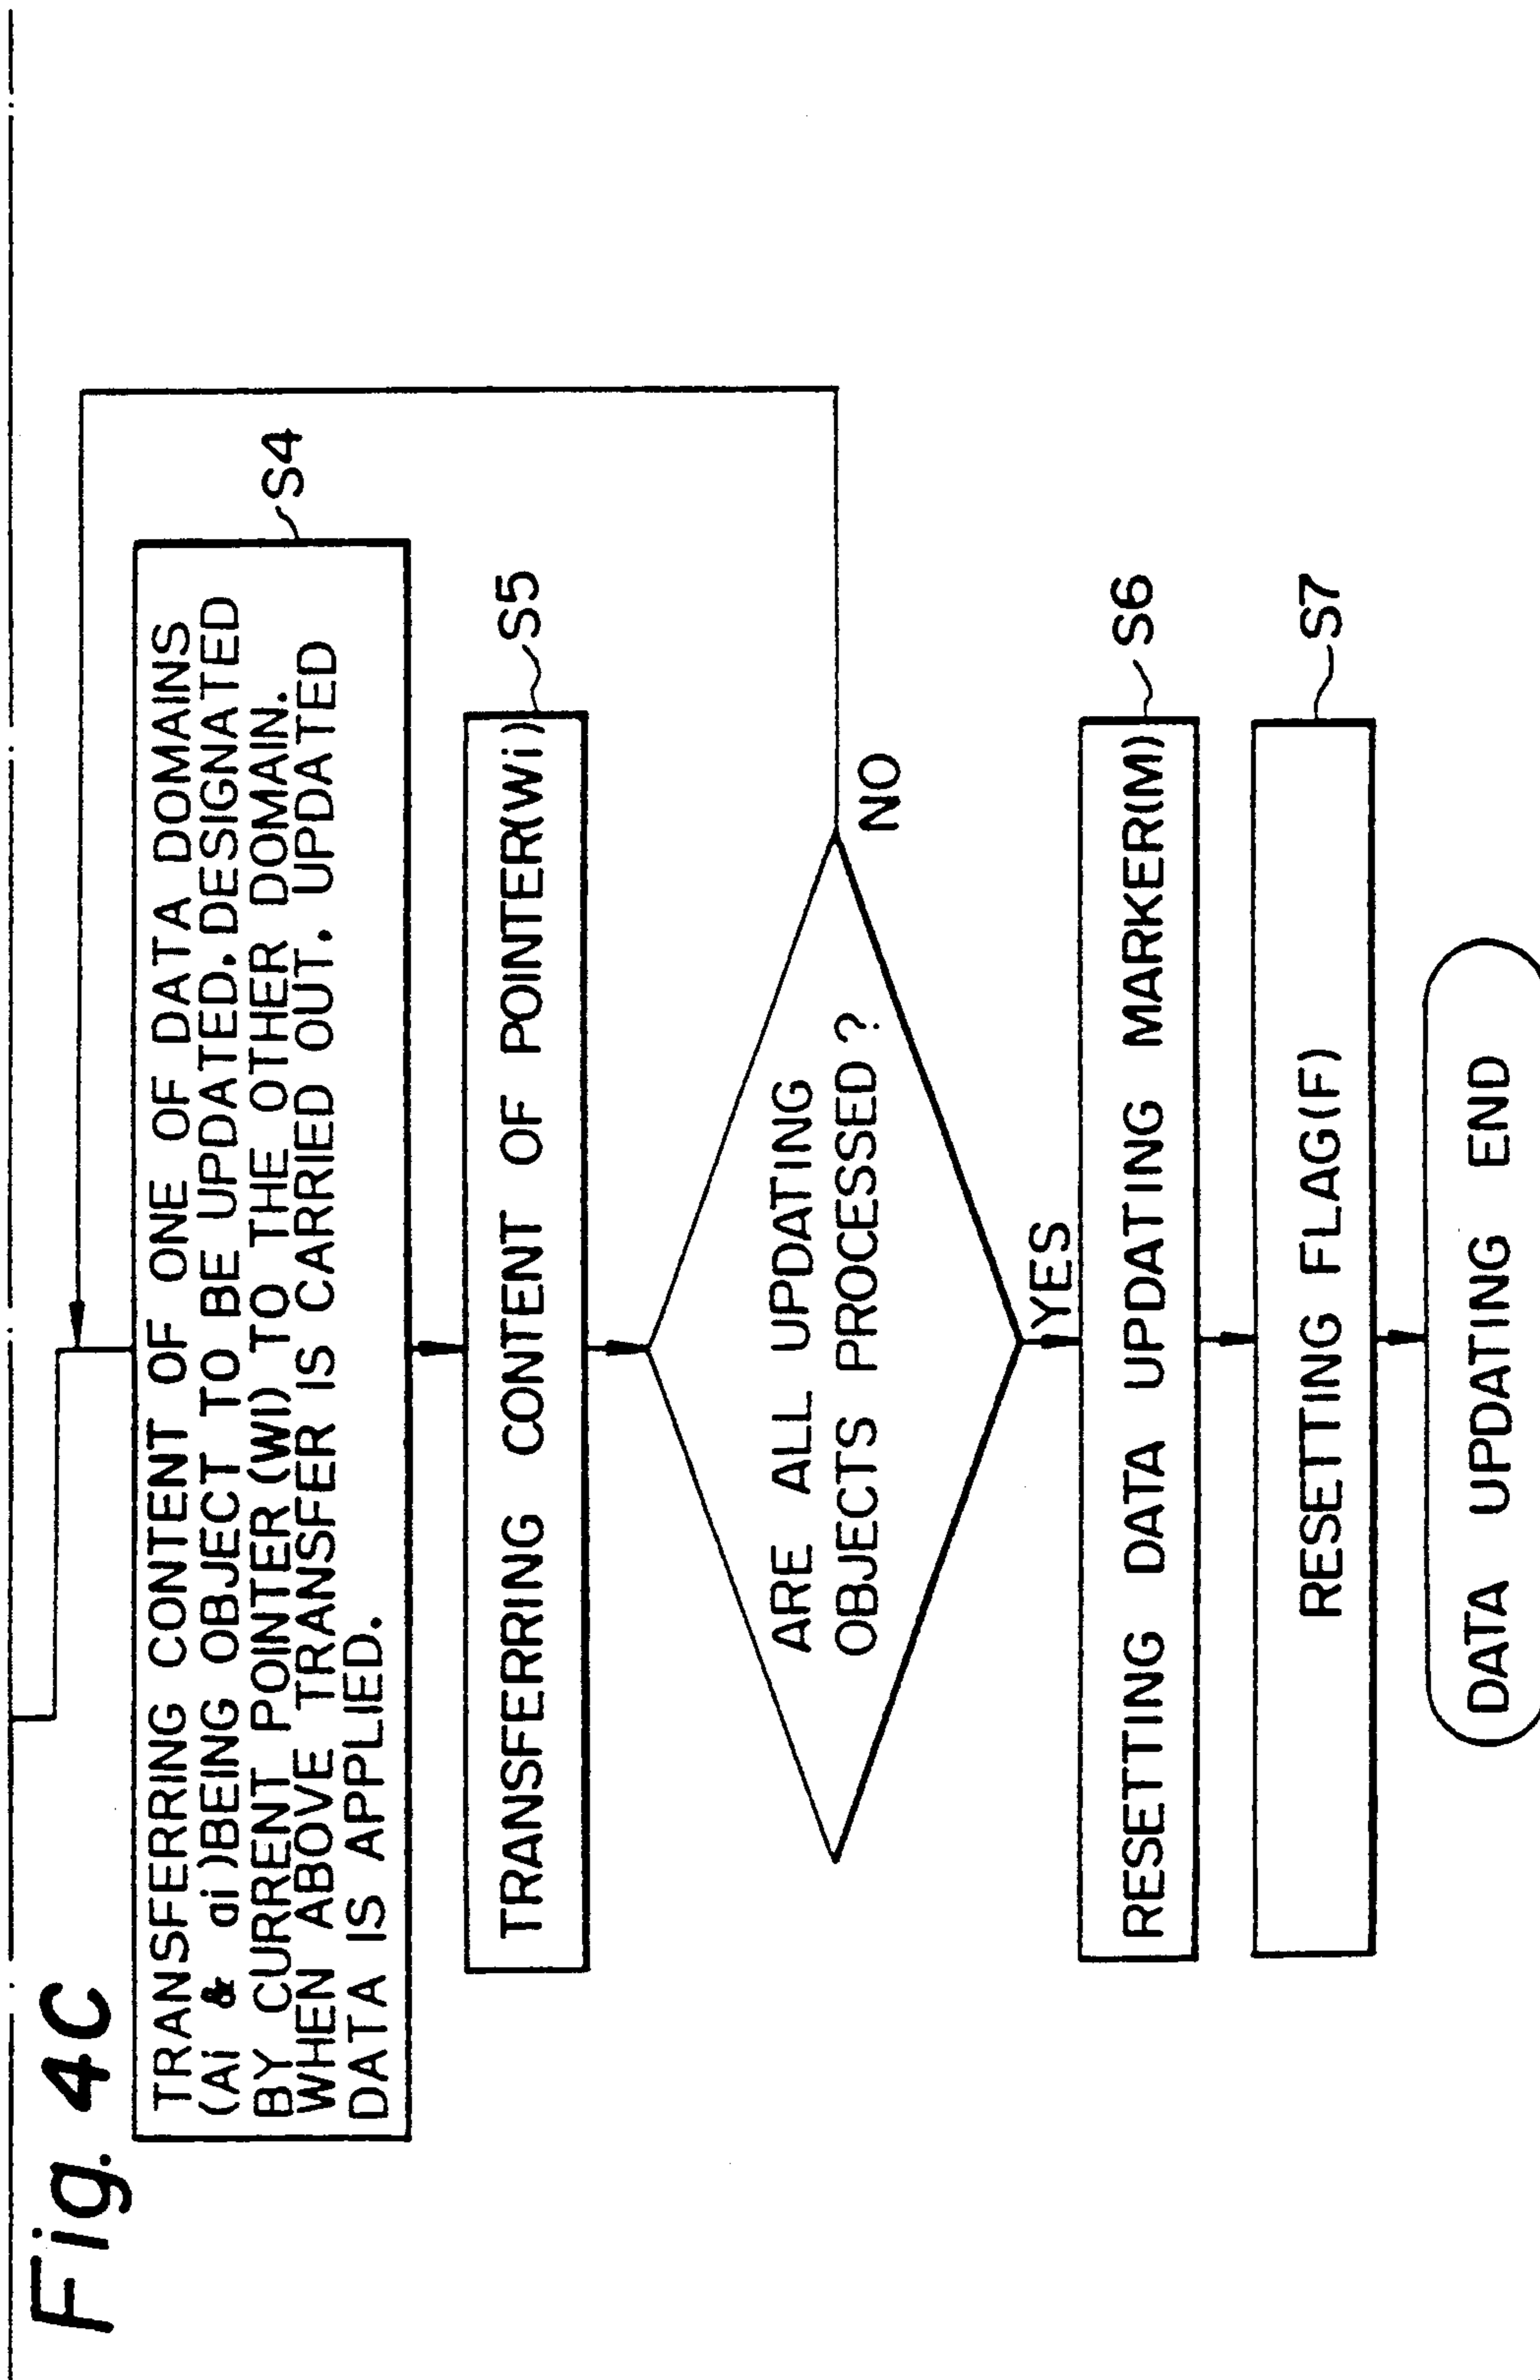 Fig. 4C
TRANSFERRING CONTENT OF ONE OF DATA DOMAINS
(Ai & ai)BEING OBJECT TO BE UPDATED.DESIGNATED
BY CURRENT POINTER (WI) TO THE OTHER DOMAIN.
WHEN ABOVE TRANSFER IS CARRIED OUT. UPDATED
DATA IS APPLIED.
S4
TRANSFERRING CONTENT OF POINTER(Wi)
S5
ARE ALL UPDATING
OBJECTS PROCESSED?
NO
YES
RESETTING DATA UPDATING MARKER(M)
S6
RESETTING FLAG(F)
S7
DATA UPDATING END